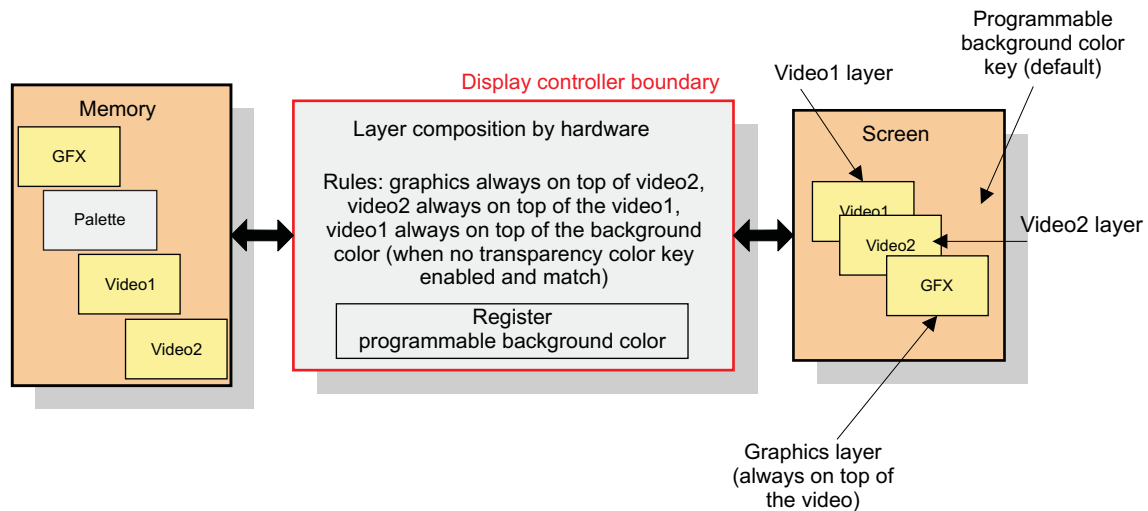 Programmable
background color
key (default)
Display controller boundary
Video1 layer
Memory
GFX
Palette
Video1
Video2
Layer composition by hardware
Rules: graphics always on top of video2,
video2 always on top of the video1,
video1 always on top of the background
color (when no transparency color key
enabled and match)
Register
programmable background color
Screen
Video1
Video2
GFX
Video2 layer
Graphics layer
(always on top of
the video)